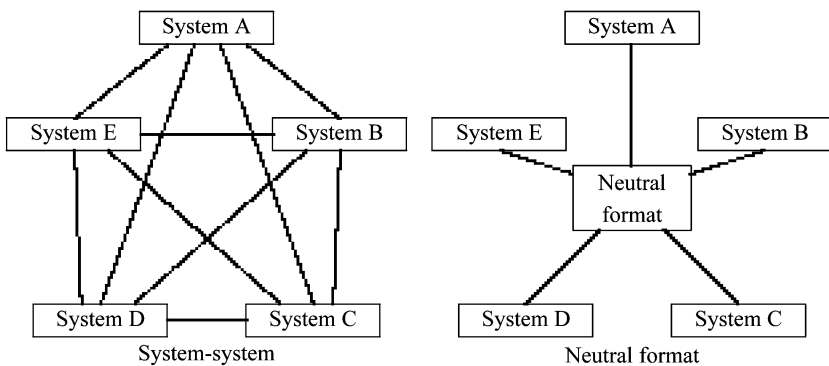 System A
System E
System B
System D
System C
System-system
System A
System E
System B
Neutral
format
System D
System C
Neutral format